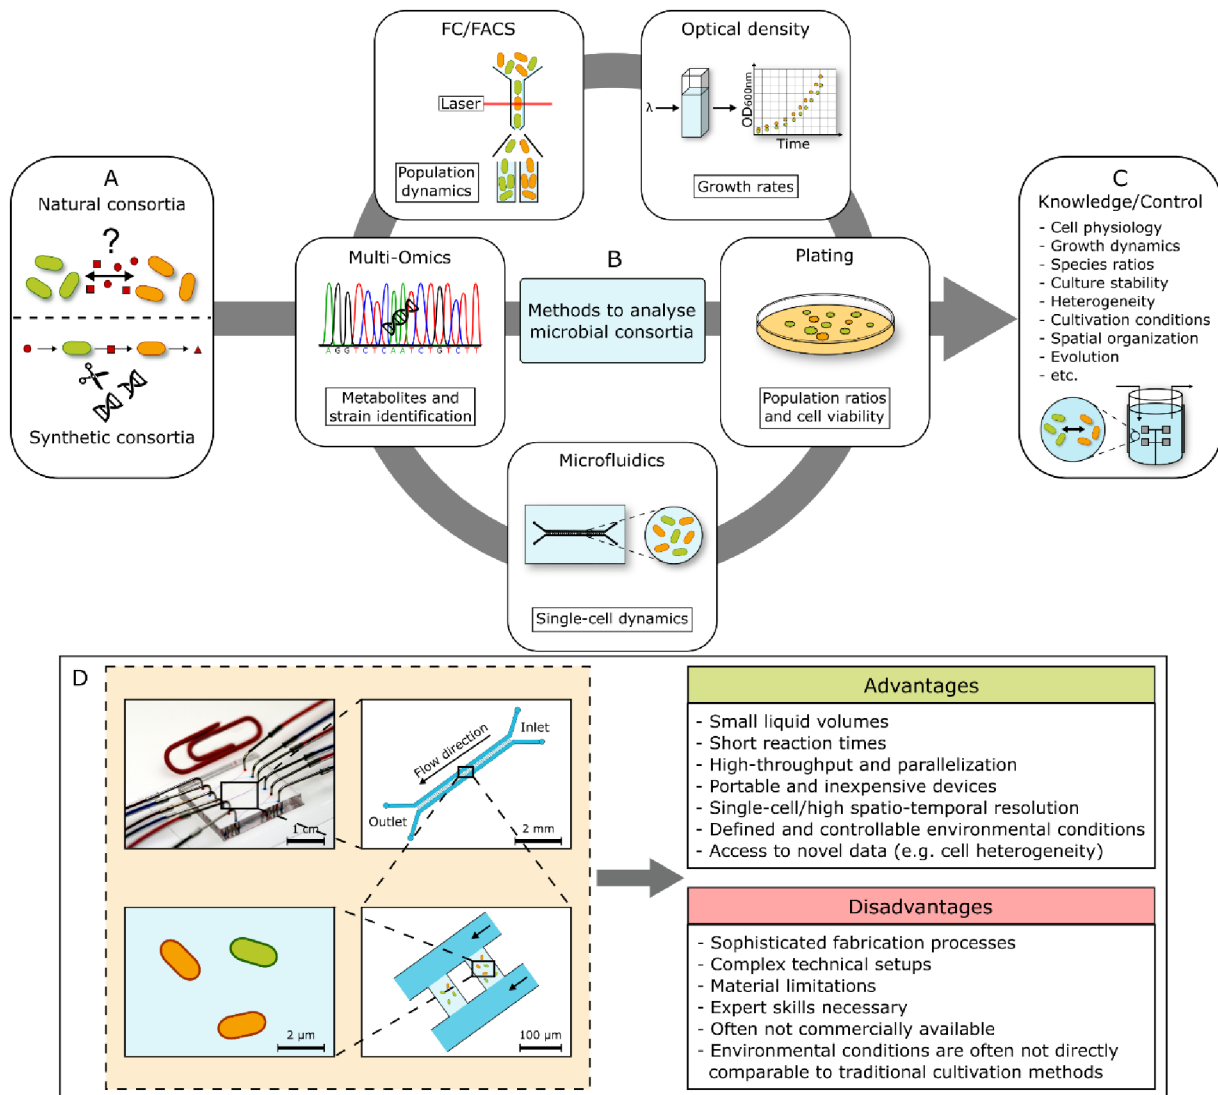 A
Natural consortia
?
Synthetic consortia
FC/FACS
Laser
Population
dynamics
Optical density
λ
OD600nm
Time
Growth rates
Multi-Omics
AGGTCTCAATCTGTCTT
Metabolites and
strain identification
B
Methods to analyse
microbial consortia
Plating
Population ratios
and cell viability
Microfluidics
Single-cell dynamics
C
Knowledge/Control
- Cell physiology
- Growth dynamics
- Species ratios
- Culture stability
- Heterogeneity
- Cultivation conditions
- Spatial organization
- Evolution
- etc.
D
1 cm
Flow direction
Inlet
Outlet
2 mm
2 µm
100 µm
Advantages
- Small liquid volumes
- Short reaction times
- High-throughput and parallelization
- Portable and inexpensive devices
- Single-cell/high spatio-temporal resolution
- Defined and controllable environmental conditions
- Access to novel data (e.g. cell heterogeneity)
Disadvantages
- Sophisticated fabrication processes
- Complex technical setups
- Material limitations
- Expert skills necessary
- Often not commercially available
- Environmental conditions are often not directly
comparable to traditional cultivation methods